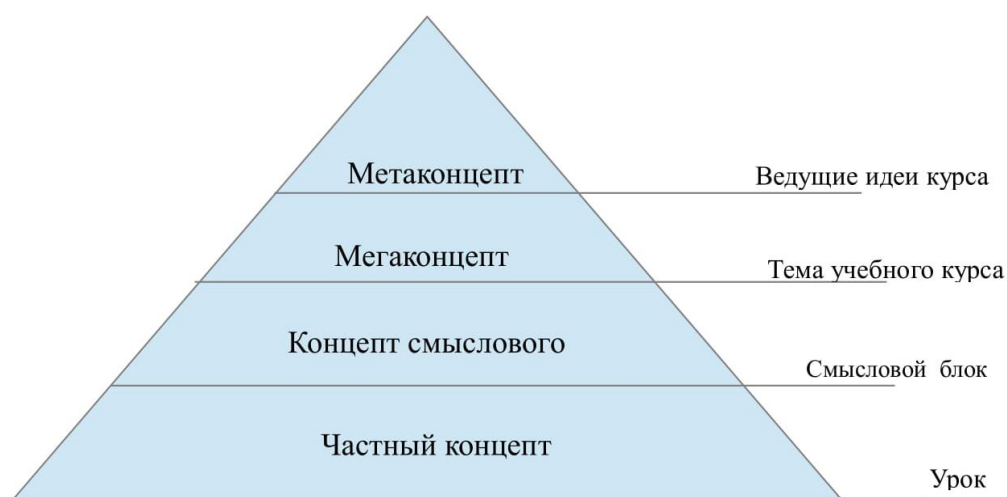 Метаконцепт
Ведущие идеи курса
Мегаконцепт
Тема учебного курса
Концепт смыслового
Смысловой блок
Частный концепт
Урок